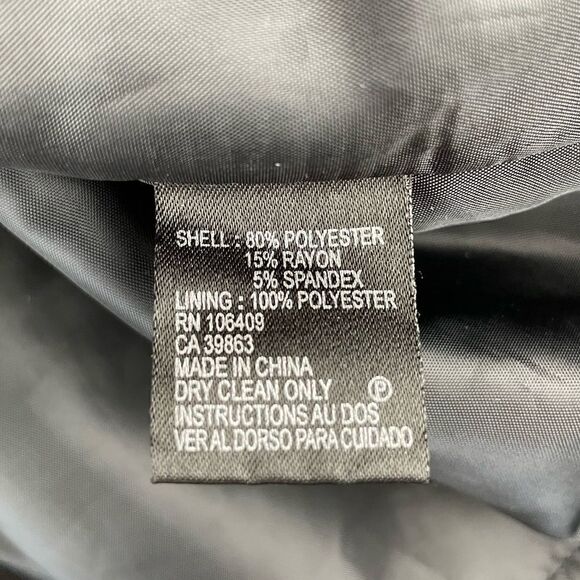 SHELL : 80% POLYESTER
15% RAYON
5% SPANDEX
LINING : 100% POLYESTER
RN 106409
CA 39863
MADE IN CHINA
DRY CLEAN ONLY Ⓟ
INSTRUCTIONS AU DOS
VER AL DORSO PARA CUIDADO